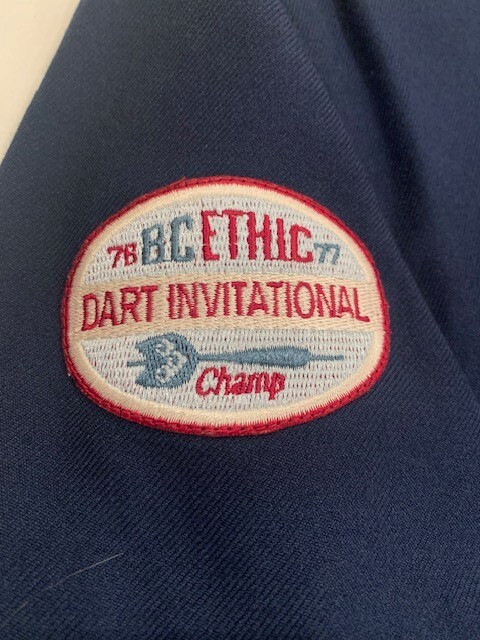 76 BC ETHIC 77
DART INVITATIONAL
Champ